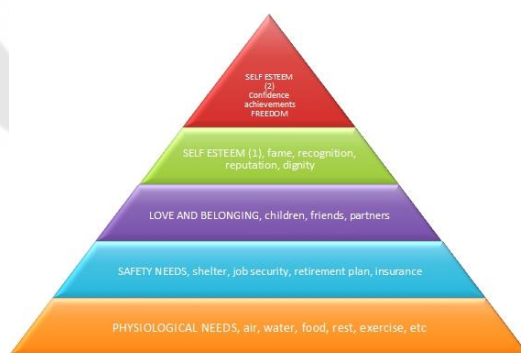 SELF ESTEEM
(2)
Confidence
achievements
FREEDOM
SELF ESTEEM (1), fame, recognition,
reputation, dignity
LOVE AND BELONGING, children, friends, partners
SAFETY NEEDS, shelter, job security, retirement plan, insurance
PHYSIOLOGICAL NEEDS, air, water, food, rest, exercise, etc